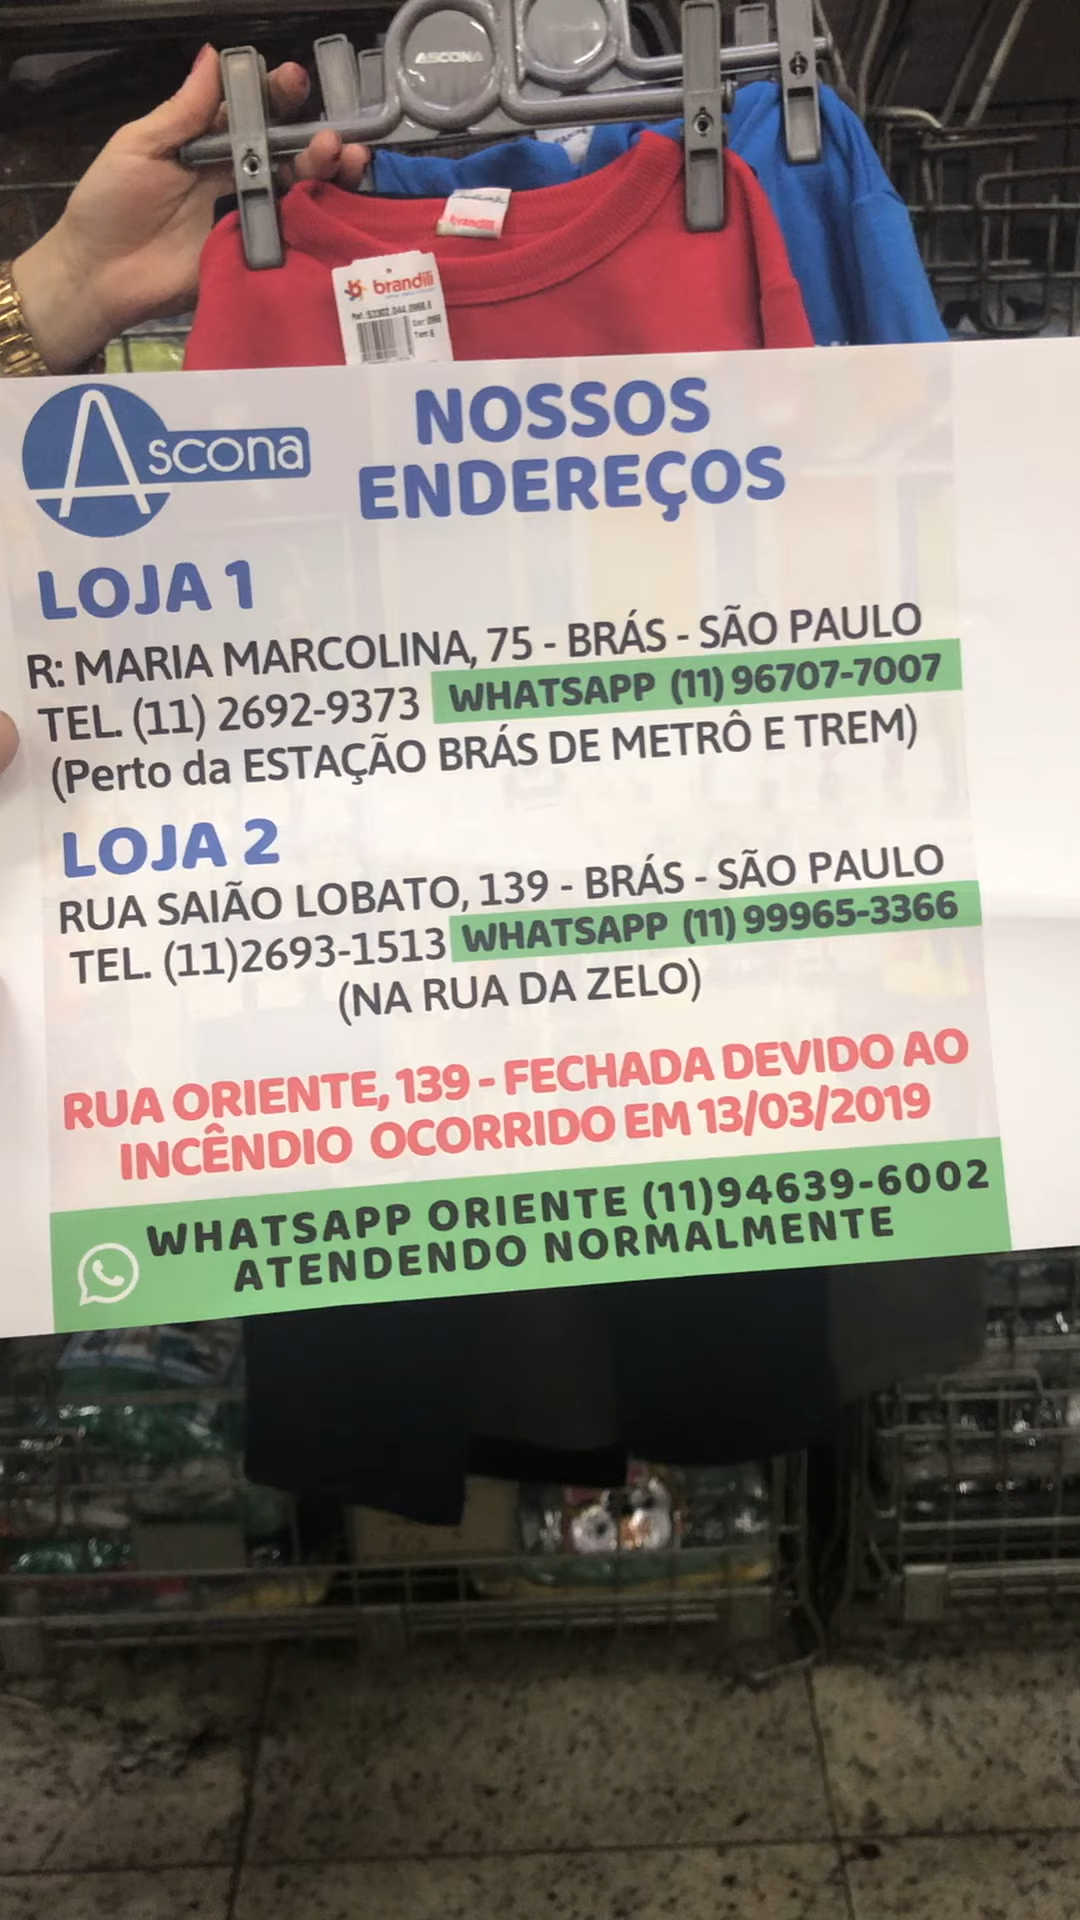 ASCONA
brandili
brandili
Ascona
NOSSOS
ENDEREÇOS
LOJA 1
R: MARIA MARCOLINA, 75 - BRÁS - SÃO PAULO
TEL. (11) 2692-9373 WHATSAPP (11) 96707-7007
(Perto da ESTAÇÃO BRÁS DE METRÔ E TREM)
LOJA 2
RUA SAIÃO LOBATO, 139 - BRÁS - SÃO PAULO
TEL. (11)2693-1513 WHATSAPP (11) 99965-3366
(NA RUA DA ZELO)
RUA ORIENTE, 139 - FECHADA DEVIDO AO
INCÊNDIO OCORRIDO EM 13/03/2019
WHATSAPP ORIENTE (11)94639-6002
ATENDENDO NORMALMENTE